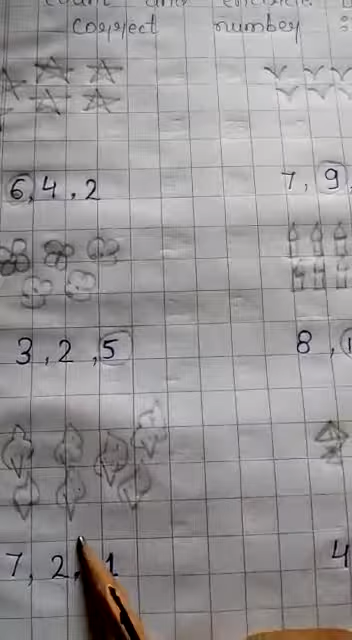 correct number :
6, 4, 2
7, 9
3, 2, 5
8,
7, 2, 1
4